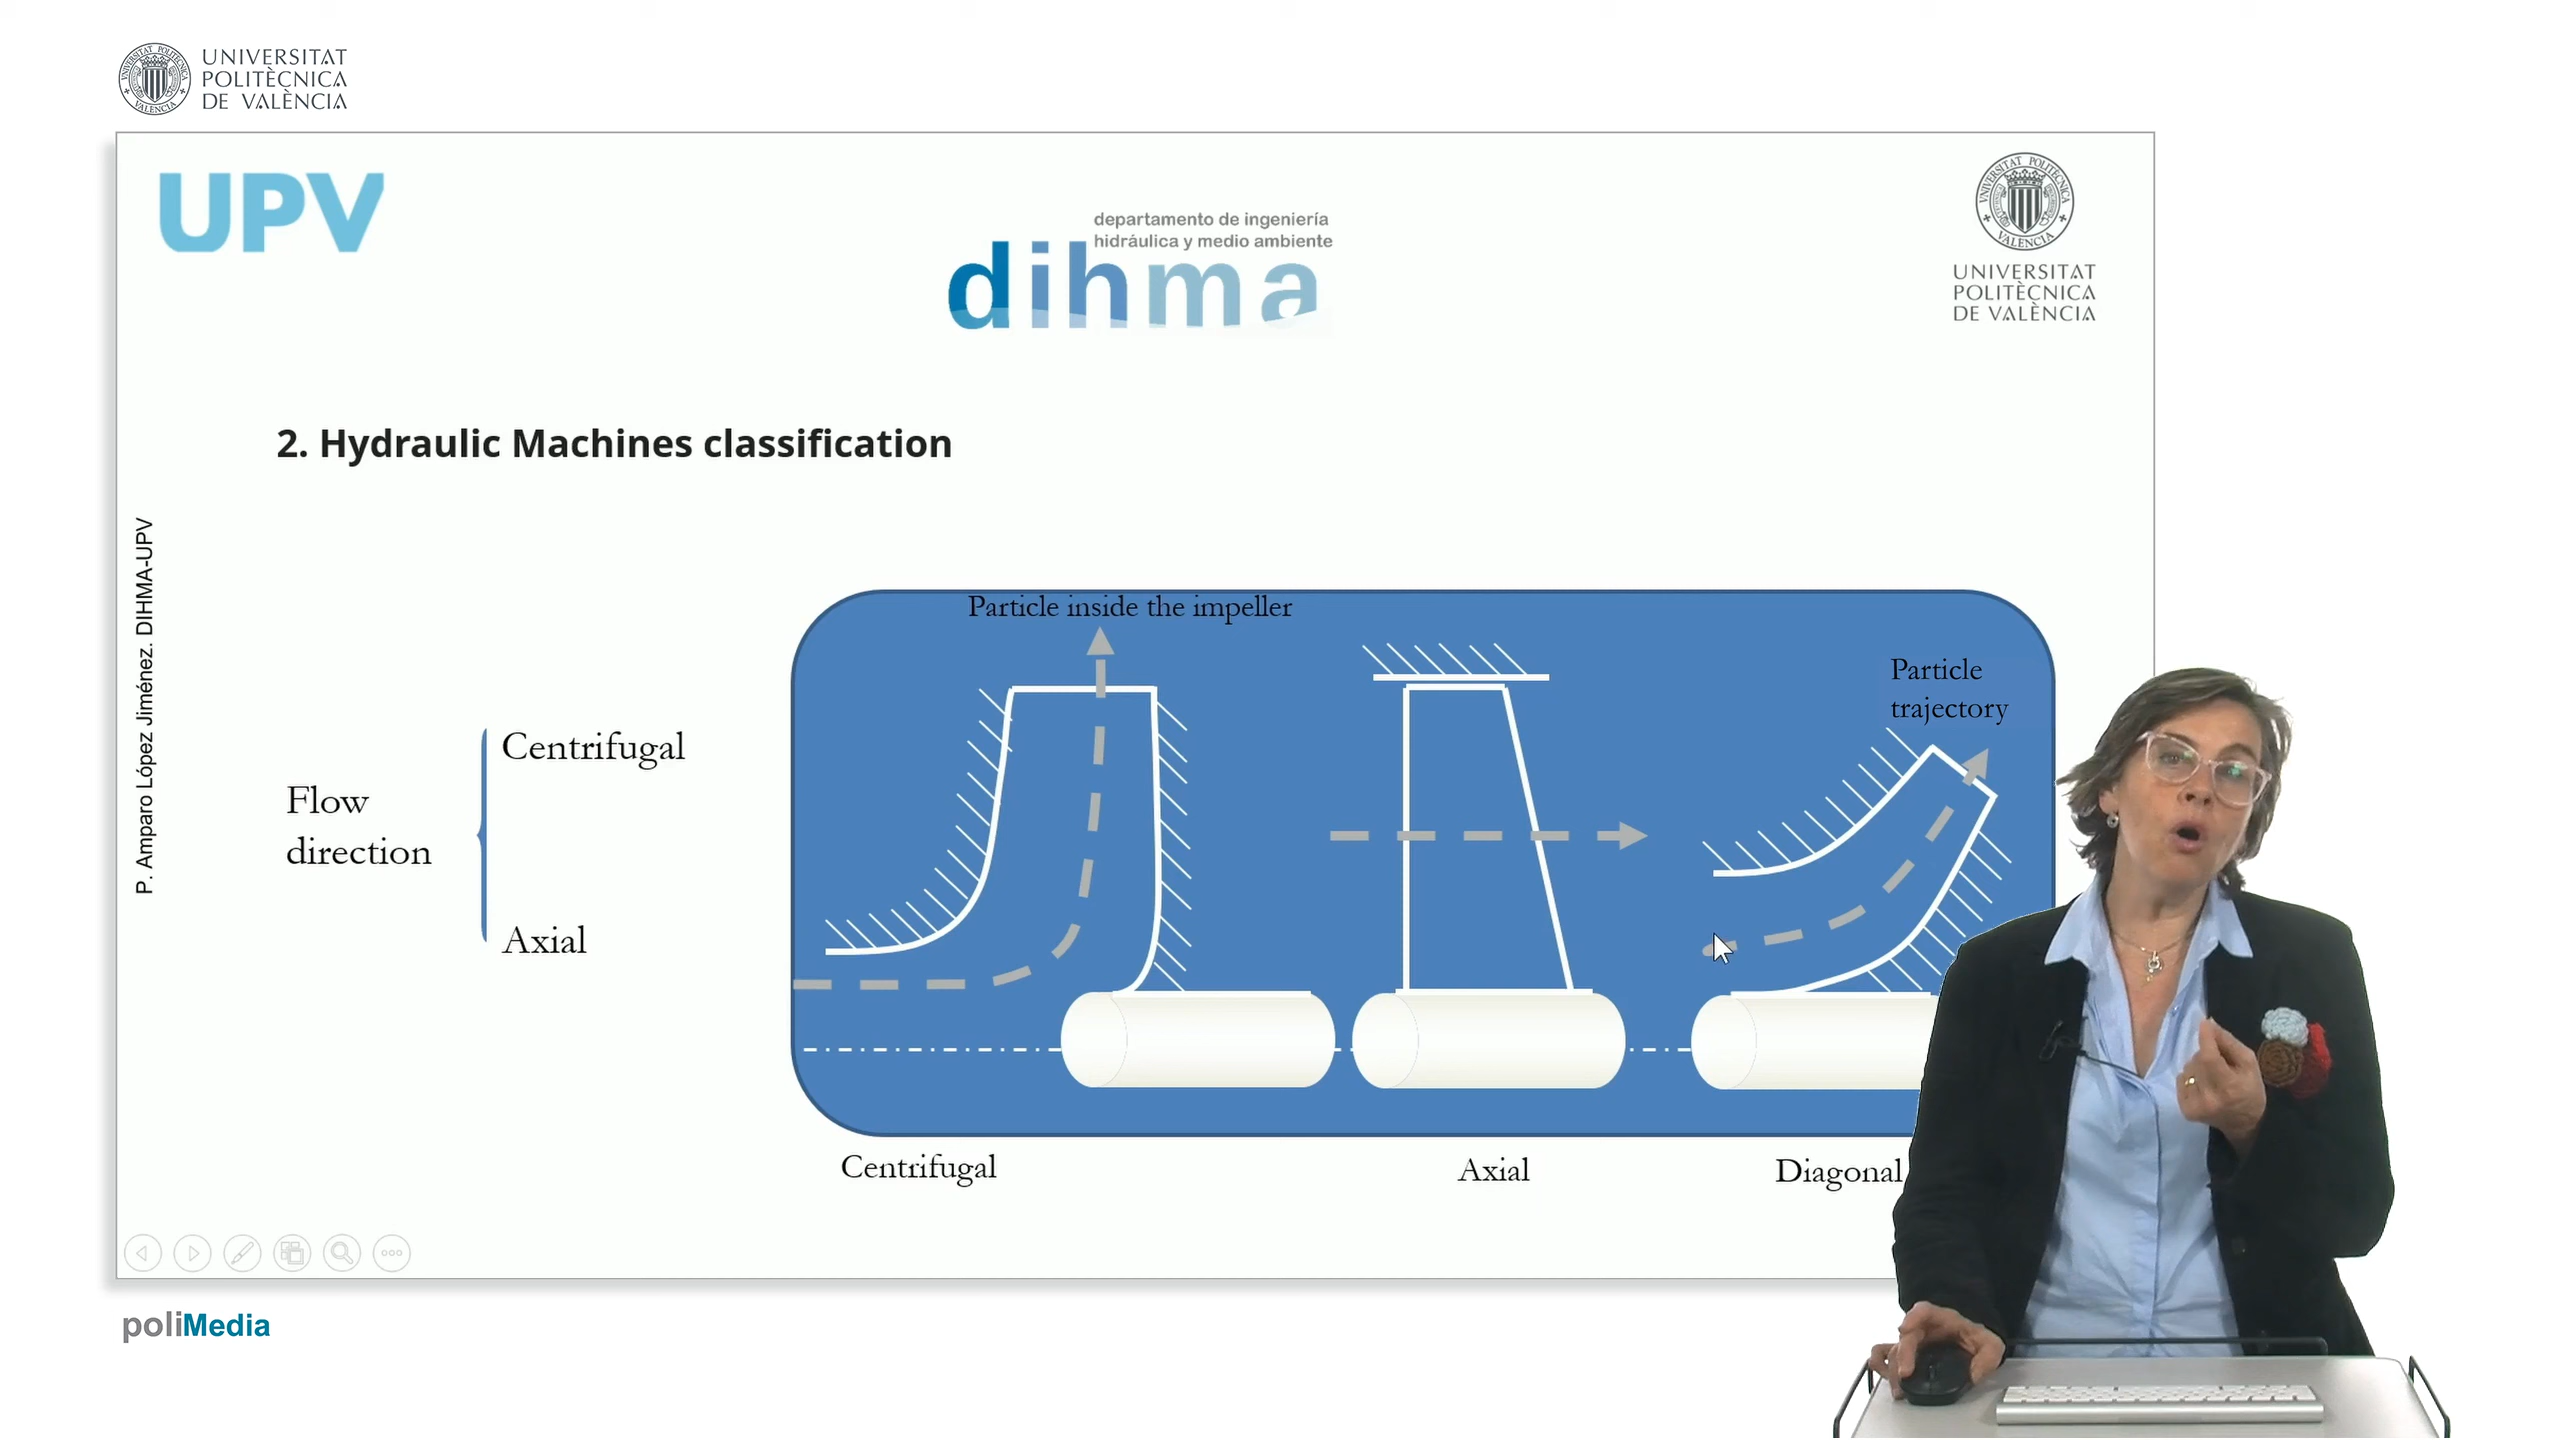 UNIVERSITAT
POLITÈCNICA
DE VALÈNCIA
UPV
departamento de ingeniería
hidráulica y medio ambiente
dihma
UNIVERSITAT
POLITÈCNICA
DE VALÈNCIA
2. Hydraulic Machines classification
P. Amparo López Jiménez. DIHMA-UPV
Flow
direction
Centrifugal
Axial
Particle inside the impeller
Particle
trajectory
Centrifugal
Axial
Diagonal
poliMedia